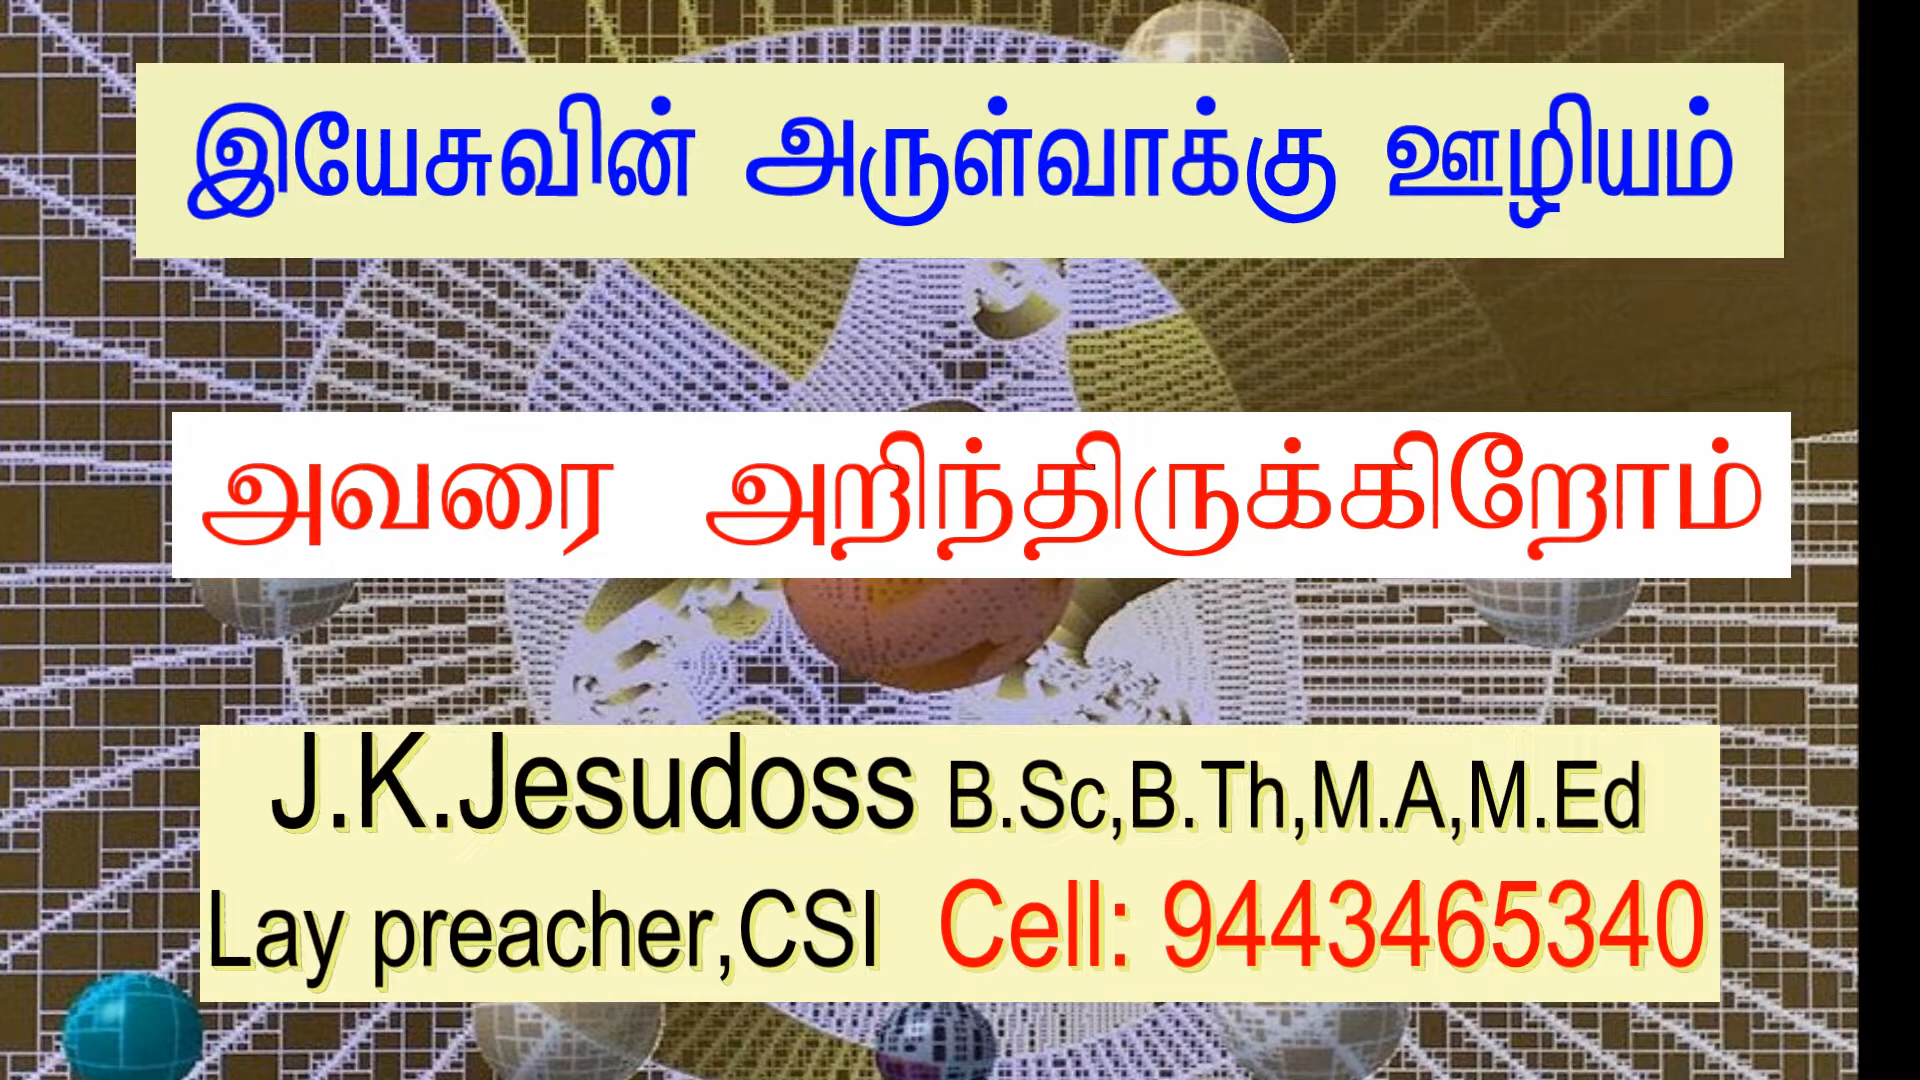 இயேசுவின் அருள்வாக்கு ஊழியம்
அவரை அறிந்திருக்கிறோம்
J.K.Jesudoss B.Sc,B.Th,M.A,M.Ed
Lay preacher,CSI Cell: 9443465340